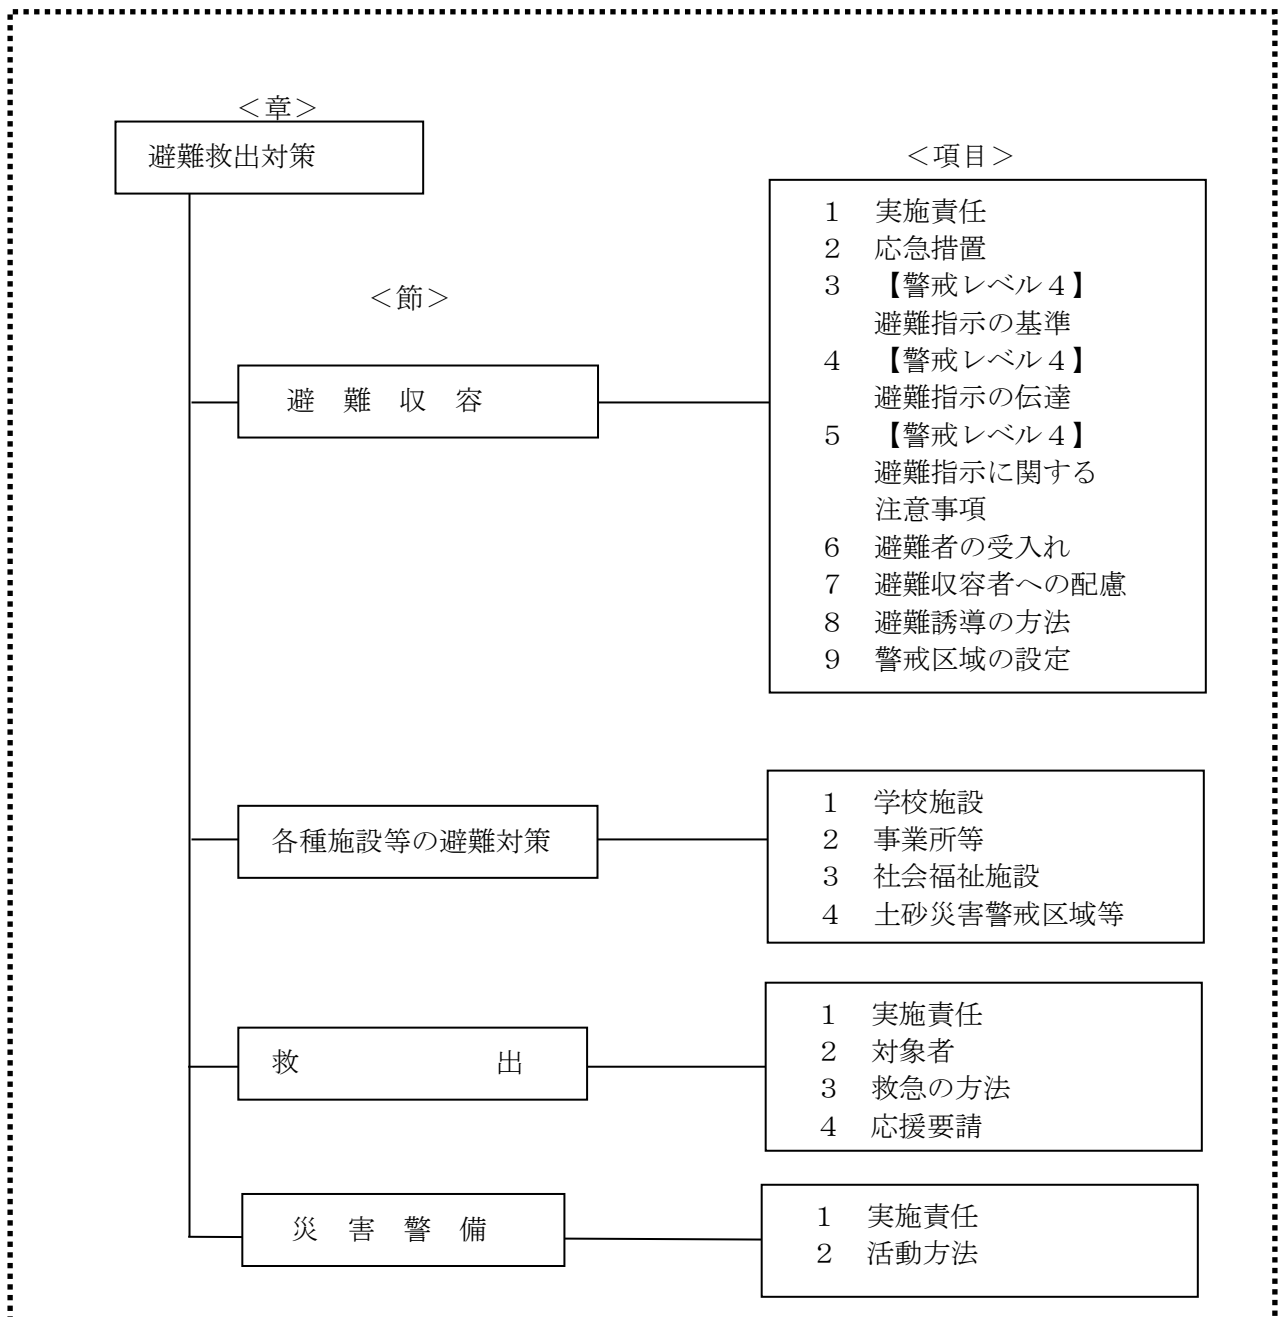 ＜章＞
避難救出対策
＜項目＞
＜節＞
避　難　収　容
１　実施責任
２　応急措置
３　【警戒レベル４】
避難指示の基準
４　【警戒レベル４】
避難指示の伝達
５　【警戒レベル４】
避難指示に関する
注意事項
６　避難者の受入れ
７　避難収容者への配慮
８　避難誘導の方法
９　警戒区域の設定
各種施設等の避難対策
１　学校施設
２　事業所等
３　社会福祉施設
４　土砂災害警戒区域等
救　　　　　　　出
１　実施責任
２　対象者
３　救急の方法
４　応援要請
災　害　警　備
１　実施責任
２　活動方法